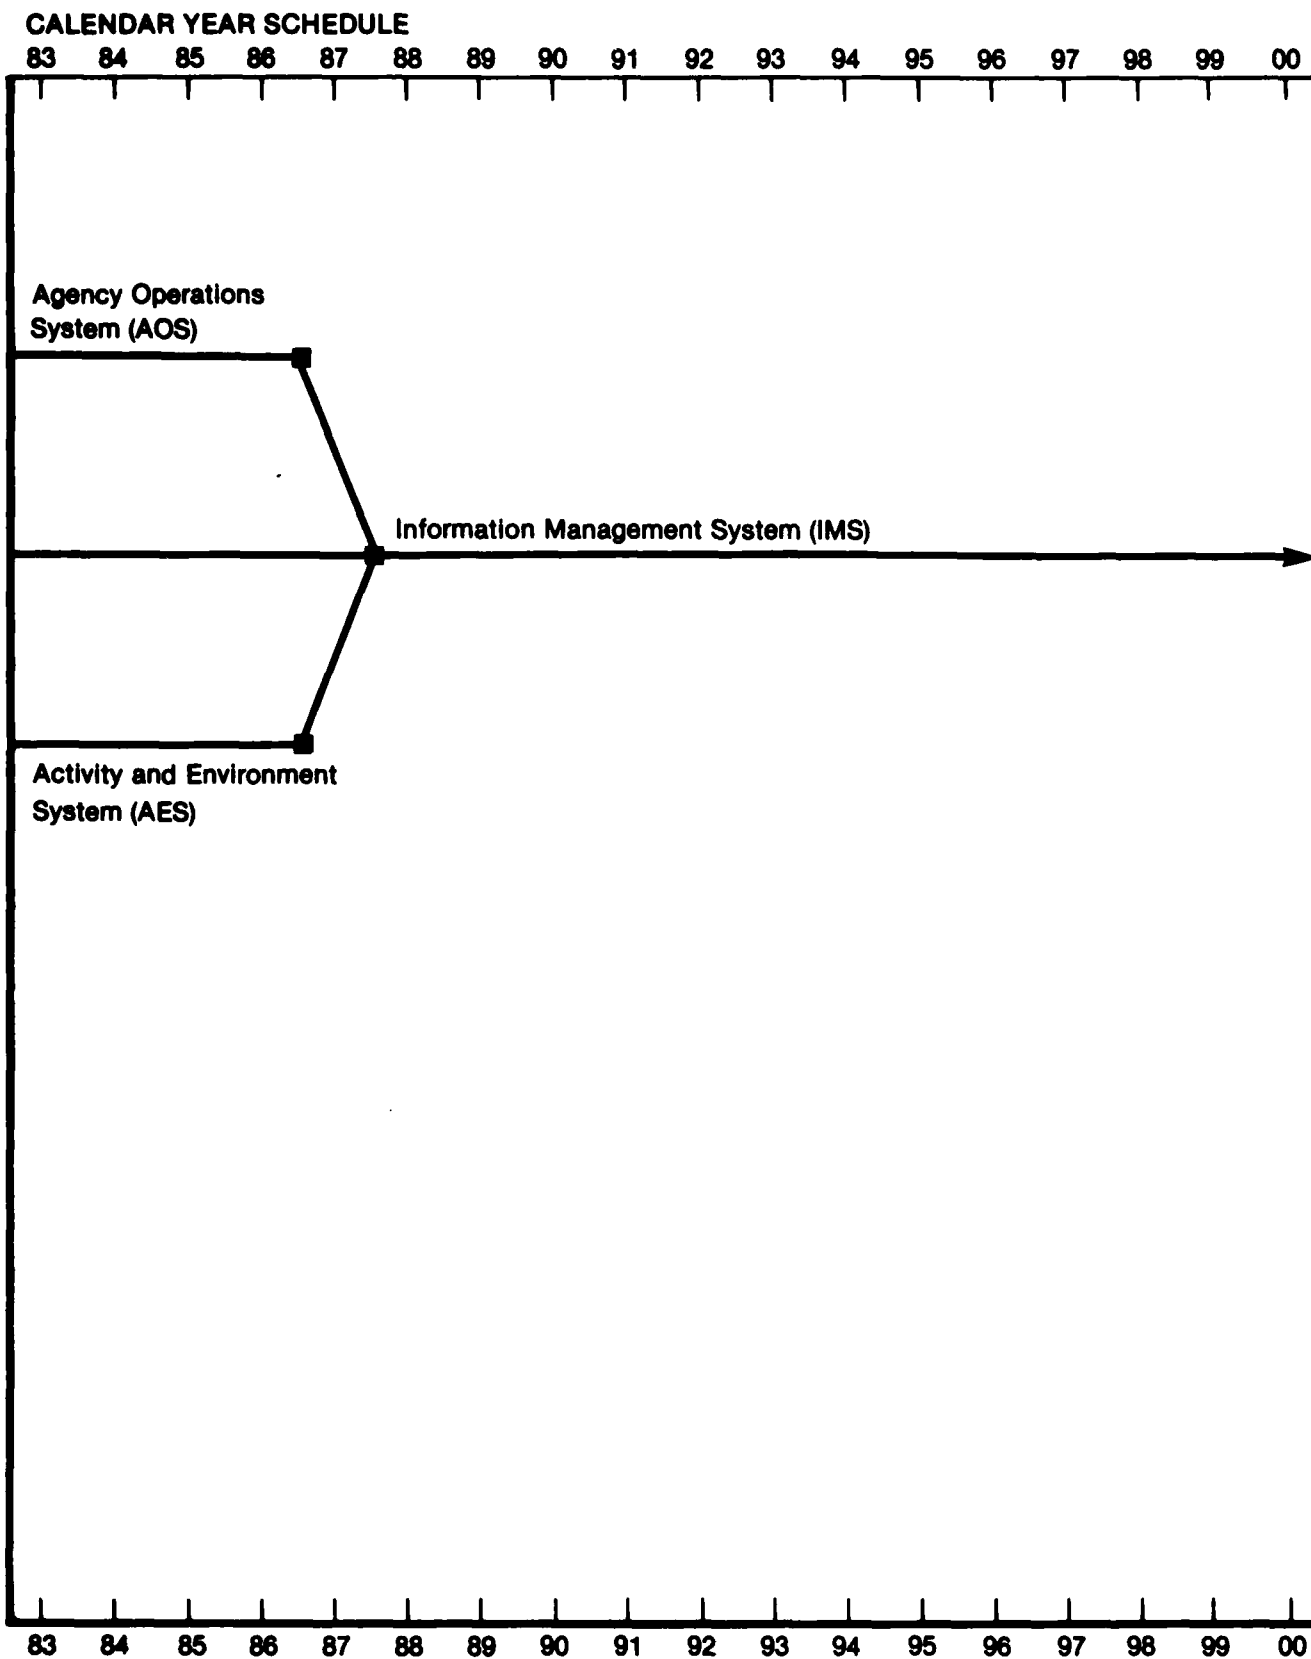 CALENDAR YEAR SCHEDULE
83 84 85 86 87 88 89 90 91 92 93 94 95 96 97 98 99 00
Agency Operations
System (AOS)
Information Management System (IMS)
Activity and Environment
System (AES)
83 84 85 86 87 88 89 90 91 92 93 94 95 96 97 98 99 00